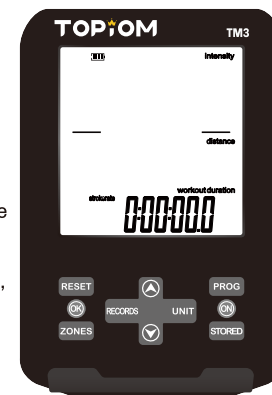 TOPIOM
TM3
intensity
distance
workout duration
strokerate
0:00:00.0
e
,
RESET
PROG
OK
RECORDS
UNIT
ON
ZONES
STORED